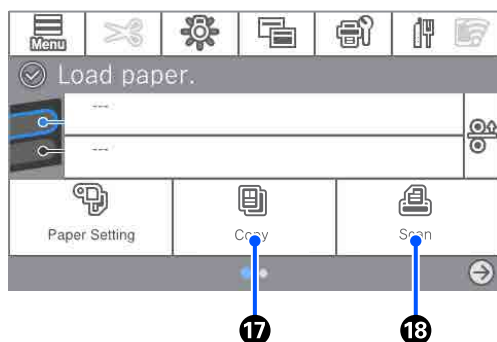 Menu
Load paper.
---
---
Paper Setting
Copy
Scan
17
18